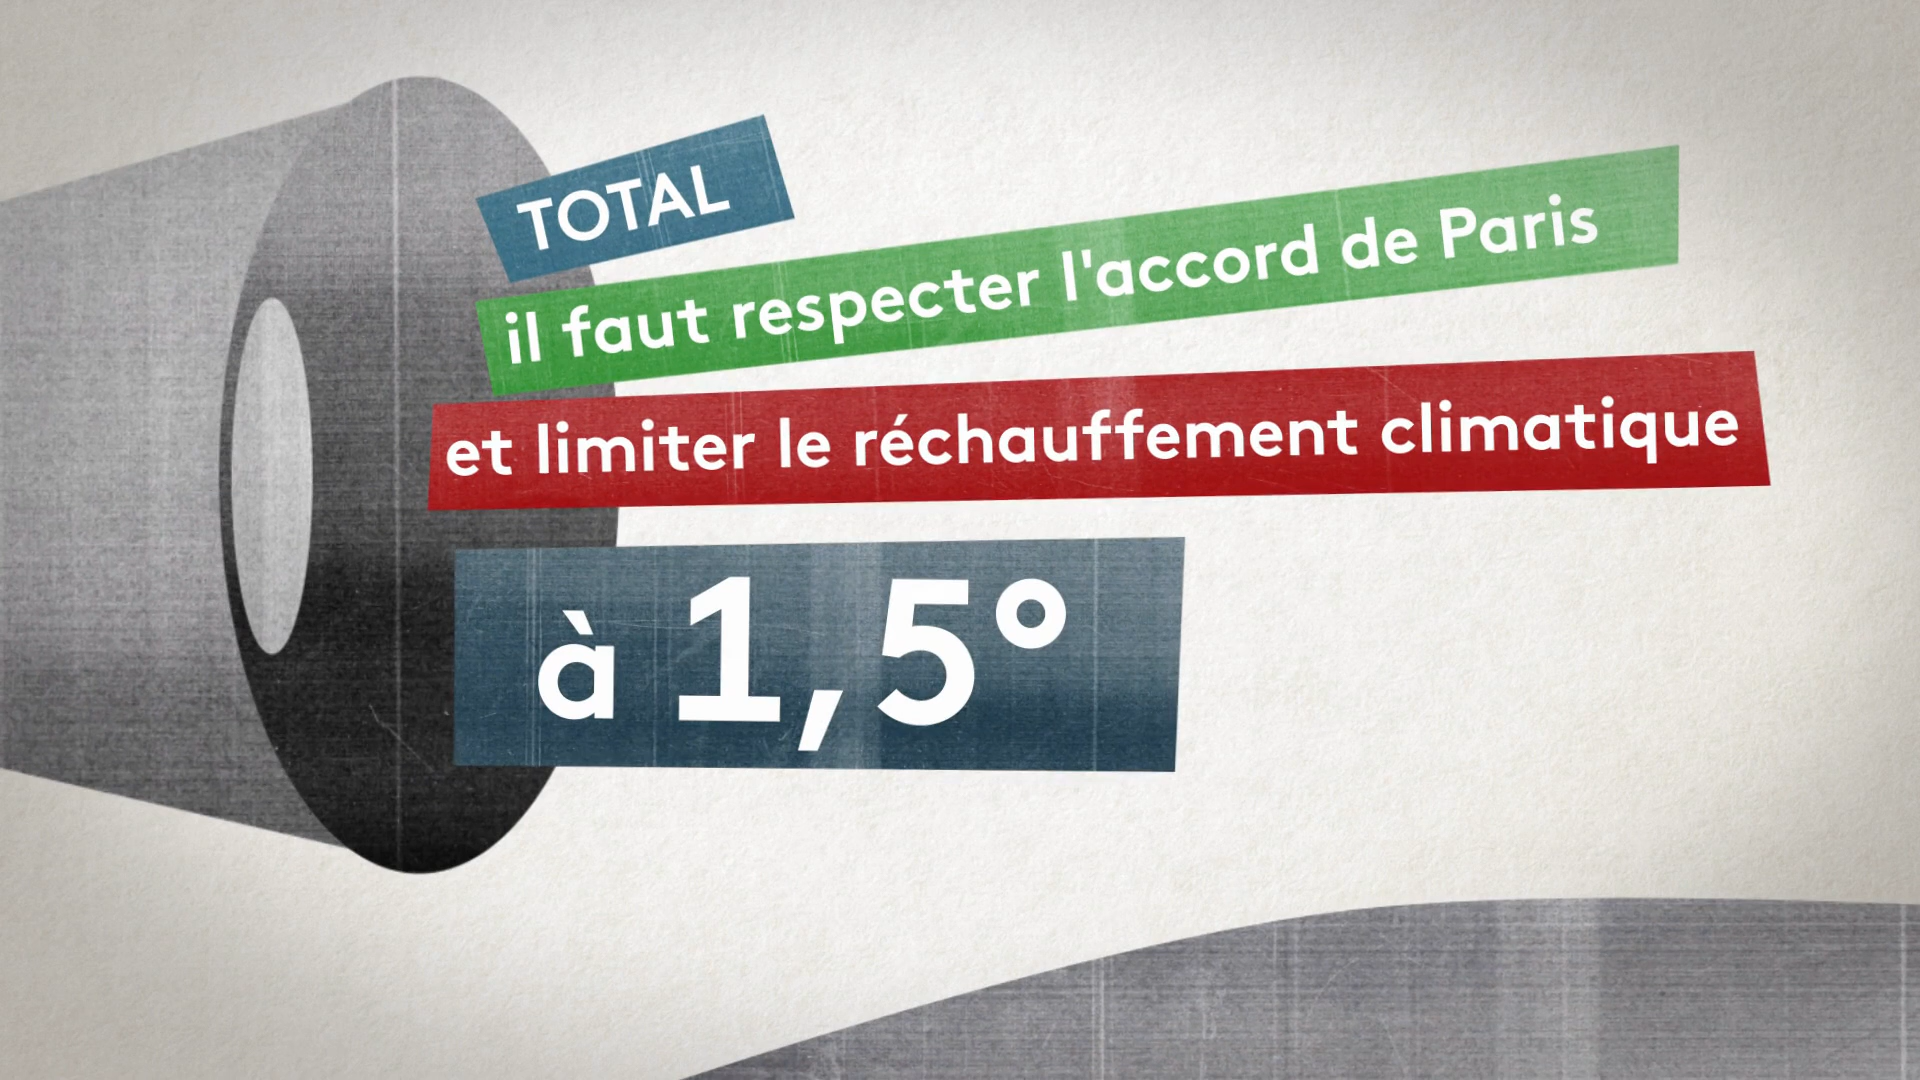 TOTAL
il faut respecter l'accord de Paris
et limiter le réchauffement climatique
à 1,5°